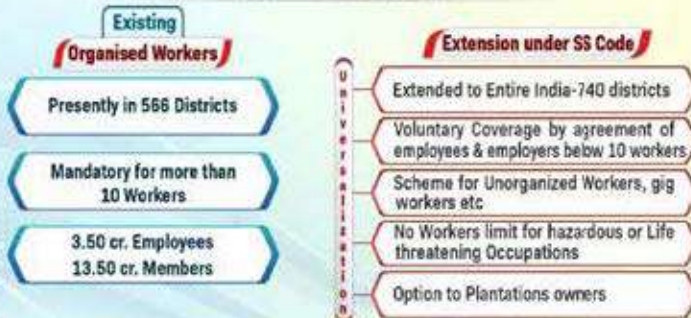 Existing
Organised Workers
Presently in 566 Districts
Mandatory for more than
10 Workers
3.50 cr. Employees
13.50 cr. Members
Extension under SS Code
Universalization
Extended to Entire India-740 districts
Voluntary Coverage by agreement of
employees & employers below 10 workers
Scheme for Unorganized Workers, gig
workers etc
No Workers limit for hazardous or Life
threatening Occupations
Option to Plantations owners